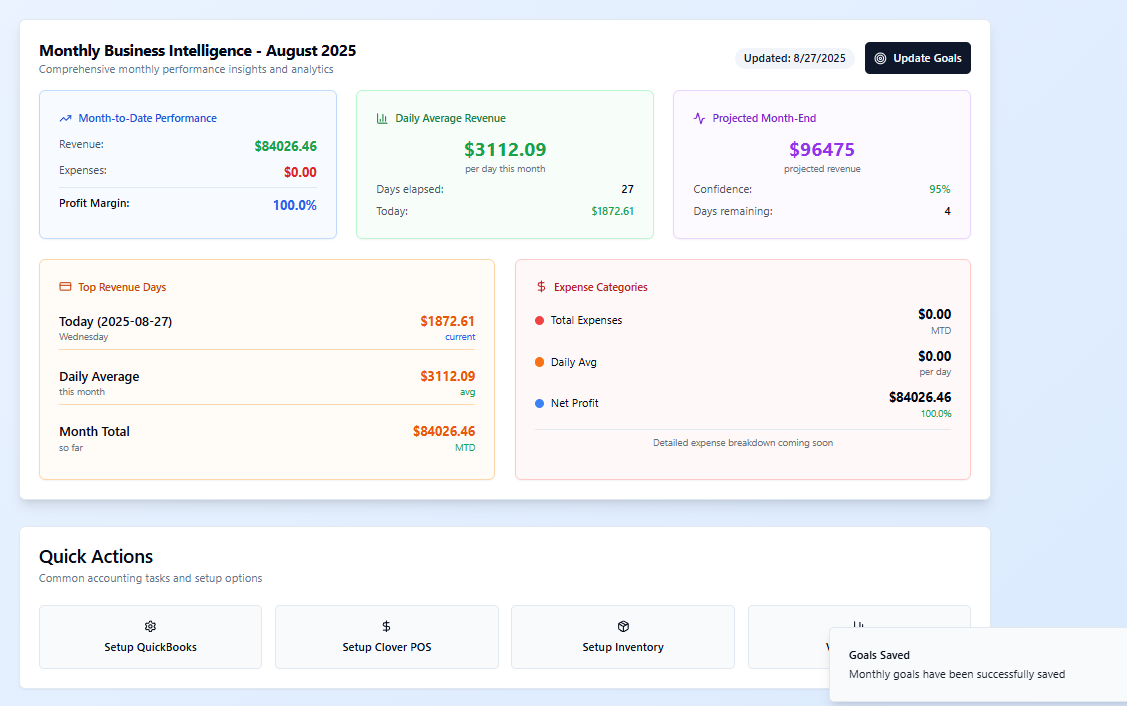 Monthly Business Intelligence - August 2025
Comprehensive monthly performance insights and analytics
Updated: 8/27/2025
Update Goals
Month-to-Date Performance
Revenue: $84026.46
Expenses: $0.00
Profit Margin: 100.0%
Daily Average Revenue
$3112.09
per day this month
Days elapsed: 27
Today: $1872.61
Projected Month-End
$96475
projected revenue
Confidence: 95%
Days remaining: 4
Top Revenue Days
Today (2025-08-27) $1872.61
Wednesday current
Daily Average $3112.09
this month avg
Month Total $84026.46
so far MTD
Expense Categories
Total Expenses $0.00
MTD
Daily Avg $0.00
per day
Net Profit $84026.46
100.0%
Detailed expense breakdown coming soon
Quick Actions
Common accounting tasks and setup options
Setup QuickBooks
Setup Clover POS
Setup Inventory
Goals Saved
Monthly goals have been successfully saved